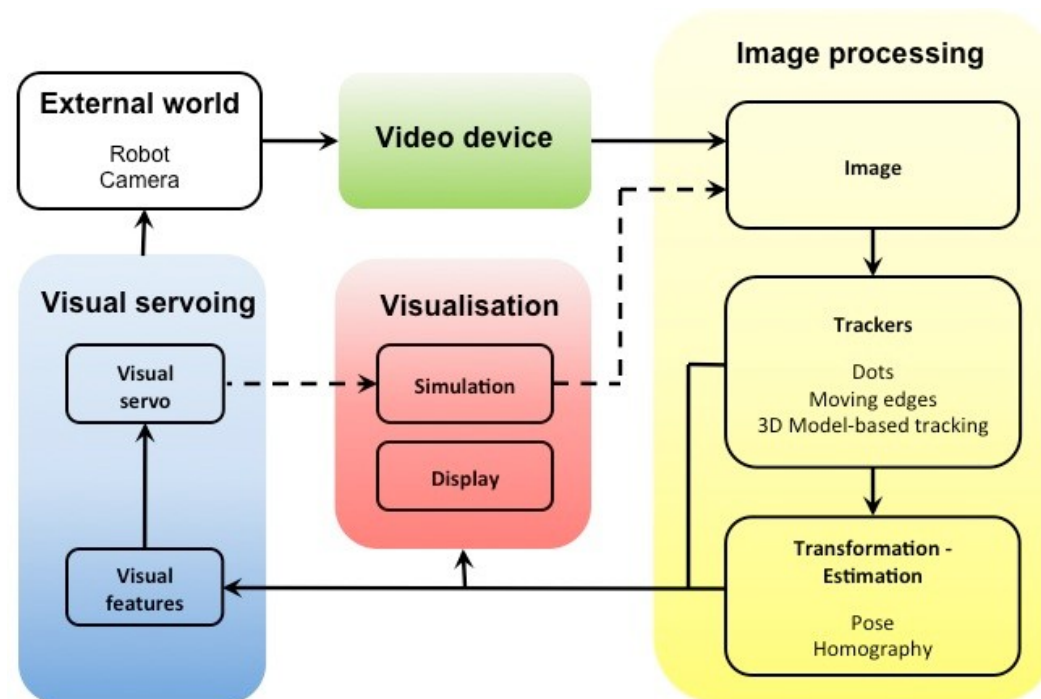 External world
Robot
Camera
Video device
Image processing
Image
Visual servoing
Visual
servo
Visual
features
Visualisation
Simulation
Display
Trackers
Dots
Moving edges
3D Model-based tracking
Transformation -
Estimation
Pose
Homography